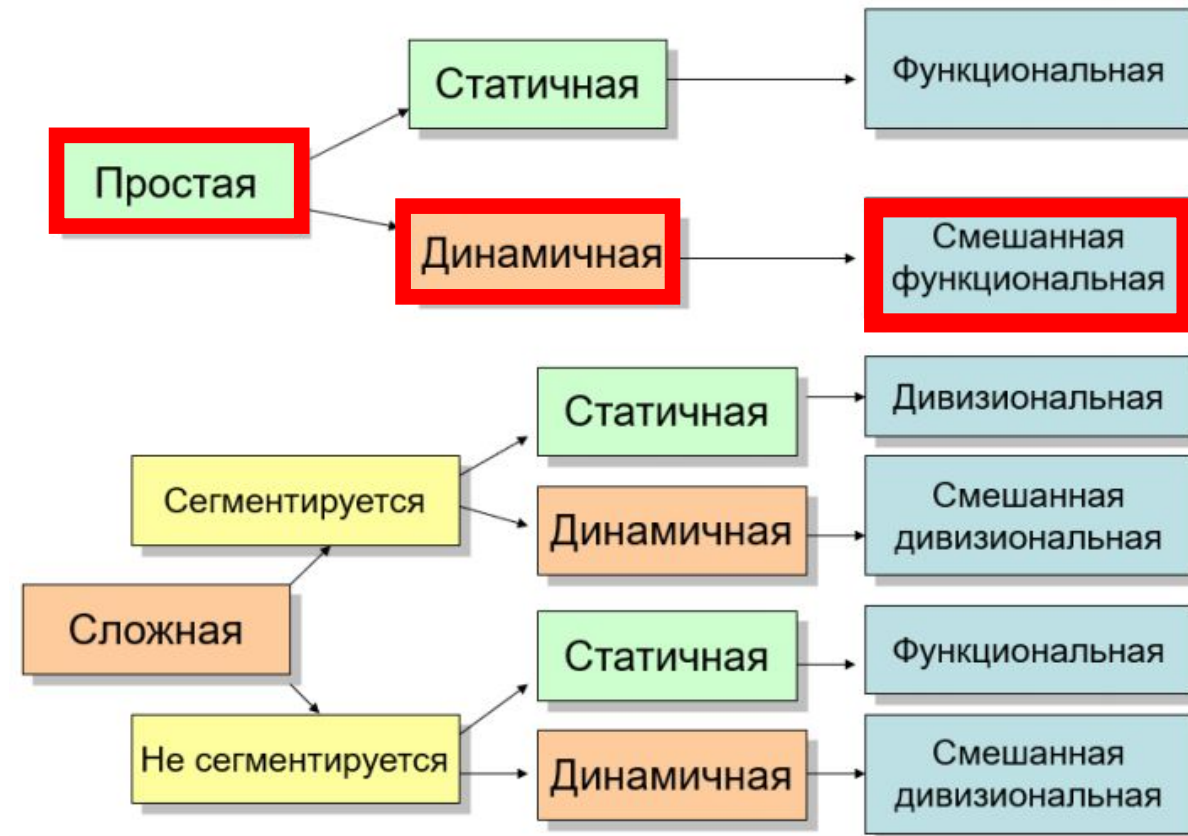 Статичная
Функциональная
Простая
Динамичная
Смешанная
функциональная
Статичная
Дивизиональная
Сегментируется
Динамичная
Смешанная
дивизиональная
Сложная
Статичная
Функциональная
Не сегментируется
Динамичная
Смешанная
дивизиональная